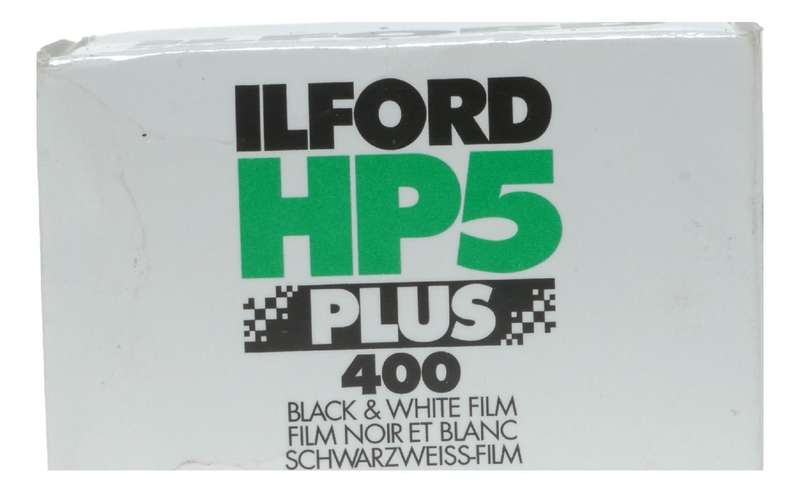 ILFORD
HP5
PLUS
400
BLACK & WHITE FILM
FILM NOIR ET BLANC
SCHWARZWEISS-FILM